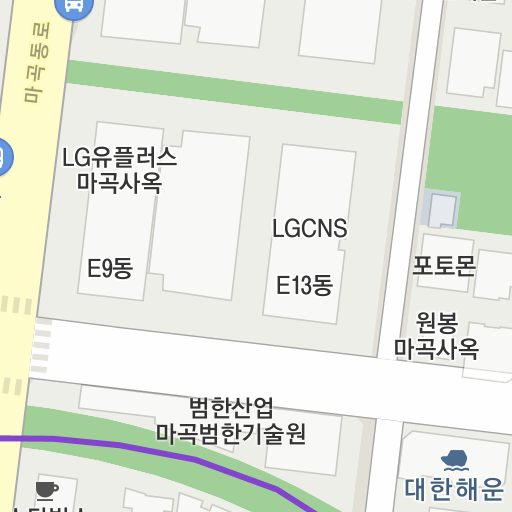 마곡동로
LG유플러스
마곡사옥
LGCNS
E9동
E13동
포토몬
원봉
마곡사옥
범한산업
마곡범한기술원
대한해운